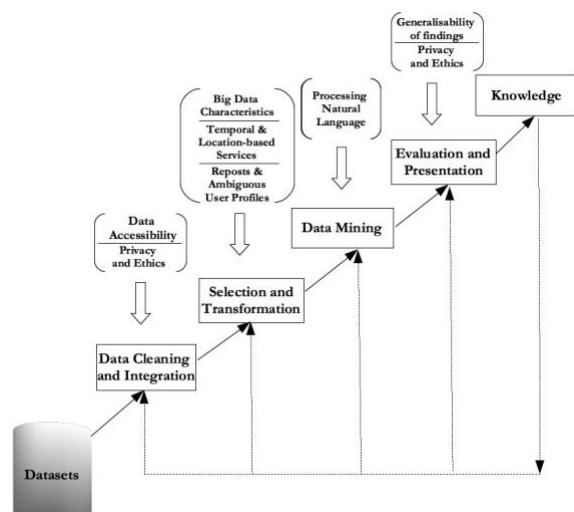 Generalisability
of findings
Privacy
and Ethics
Knowledge
Big Data
Characteristics
Temporal &
Location-based
Services
Reposts &
Ambiguous
User Profiles
Processing
Natural
Language
Evaluation and
Presentation
Data
Accessibility
Privacy
and Ethics
Data Mining
Selection and
Transformation
Data Cleaning
and Integration
Datasets